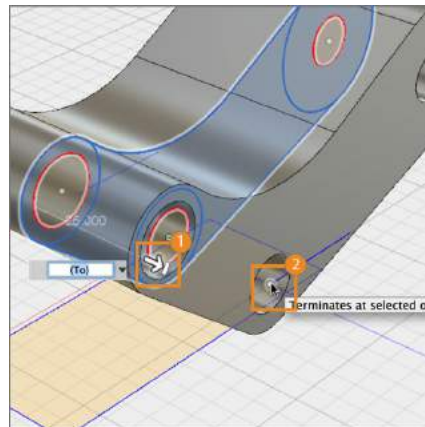 1
25.000
(To)
2
Terminates at selected o